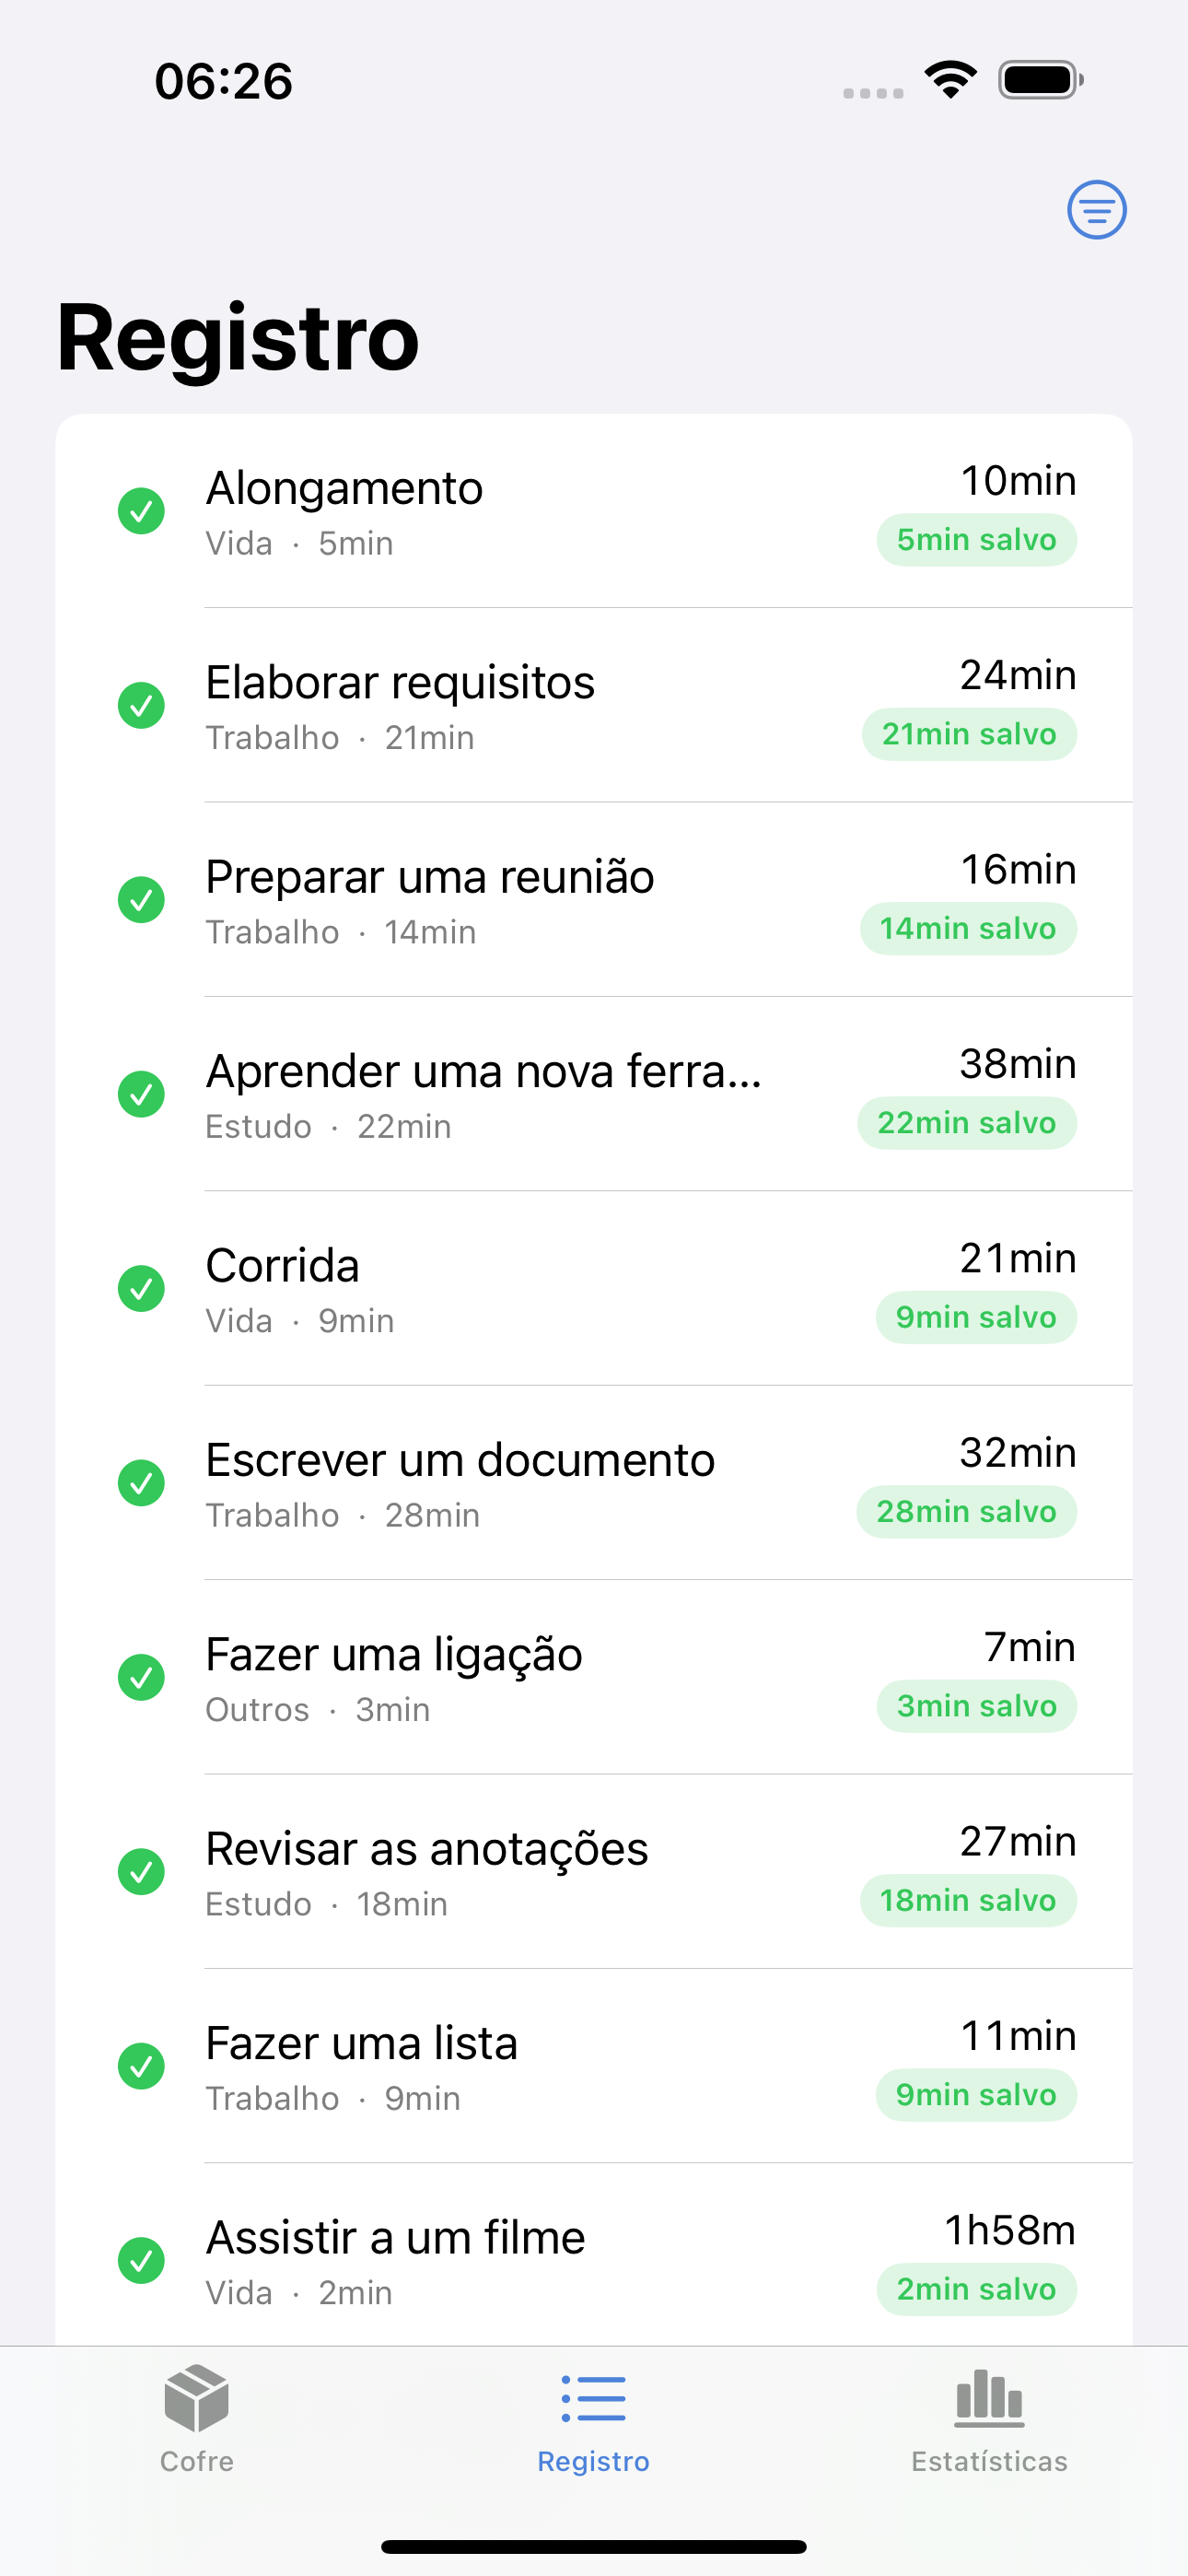 06:26
Registro
Alongamento
10min
Vida · 5min
5min salvo
Elaborar requisitos
24min
Trabalho · 21min
21min salvo
Preparar uma reunião
16min
Trabalho · 14min
14min salvo
Aprender uma nova ferra...
38min
Estudo · 22min
22min salvo
Corrida
21min
Vida · 9min
9min salvo
Escrever um documento
32min
Trabalho · 28min
28min salvo
Fazer uma ligação
7min
Outros · 3min
3min salvo
Revisar as anotações
27min
Estudo · 18min
18min salvo
Fazer uma lista
11min
Trabalho · 9min
9min salvo
Assistir a um filme
1h58m
Vida · 2min
2min salvo
Cofre
Registro
Estatísticas